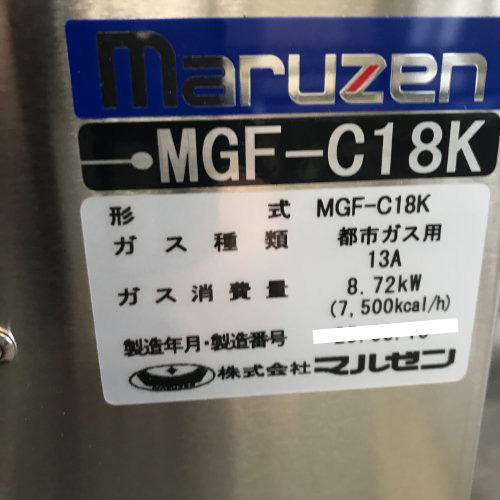 maruzen
MGF-C18K
形 式 MGF-C18K
ガス種類 都市ガス用
13A
ガス消費量 8.72kW
(7,500kcal/h)
製造年月・製造番号
MARUZEN 株式会社マルゼン